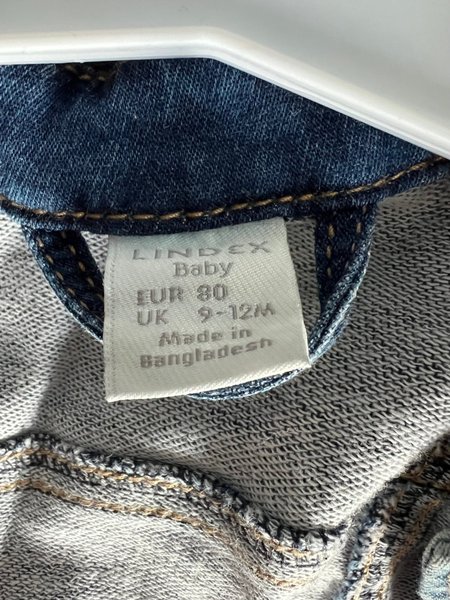 LINDEX
Baby
EUR 80
UK 9-12M
Made in
Bangladesh